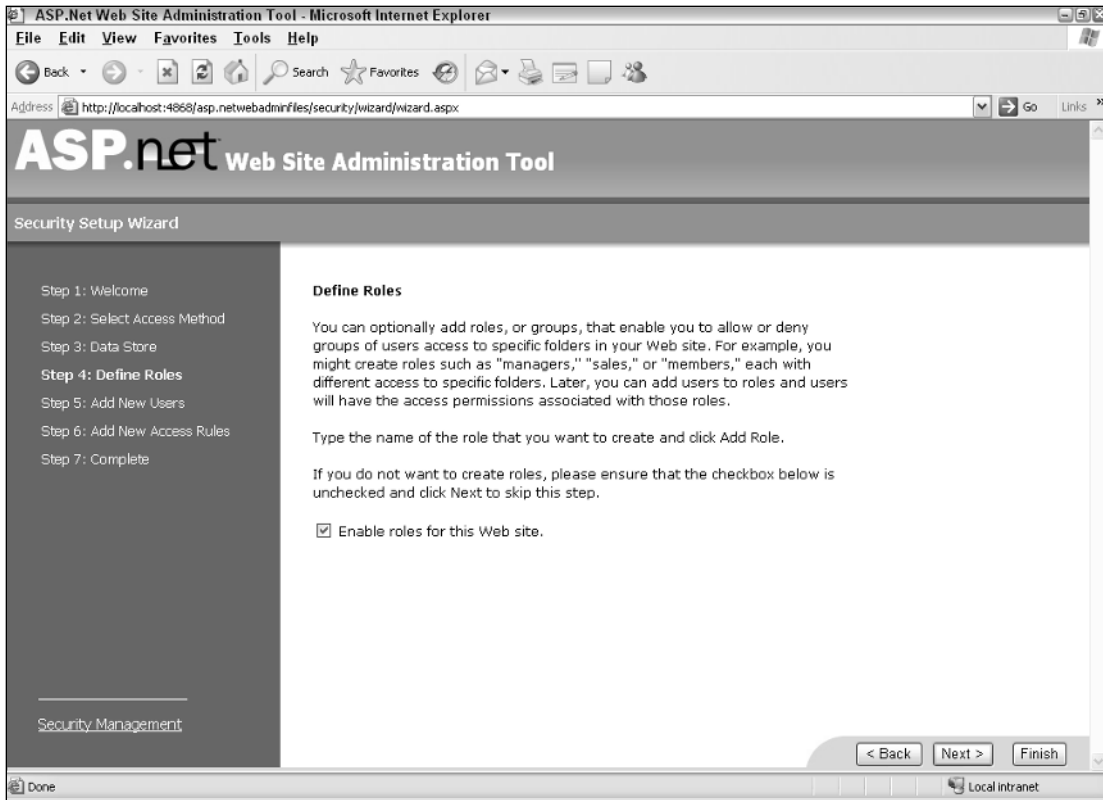 ASP.Net Web Site Administration Tool - Microsoft Internet Explorer
File Edit View Favorites Tools Help
Back Search Favorites
Address http://localhost:4868/asp.netwebadminfiles/security/wizard/wizard.aspx Go Links »
ASP.net Web Site Administration Tool
Security Setup Wizard
Step 1: Welcome
Step 2: Select Access Method
Step 3: Data Store
Step 4: Define Roles
Step 5: Add New Users
Step 6: Add New Access Rules
Step 7: Complete
Security Management
Define Roles
You can optionally add roles, or groups, that enable you to allow or deny
groups of users access to specific folders in your Web site. For example, you
might create roles such as "managers," "sales," or "members," each with
different access to specific folders. Later, you can add users to roles and users
will have the access permissions associated with those roles.
Type the name of the role that you want to create and click Add Role.
If you do not want to create roles, please ensure that the checkbox below is
unchecked and click Next to skip this step.
Enable roles for this Web site.
< Back Next > Finish
Done Local intranet